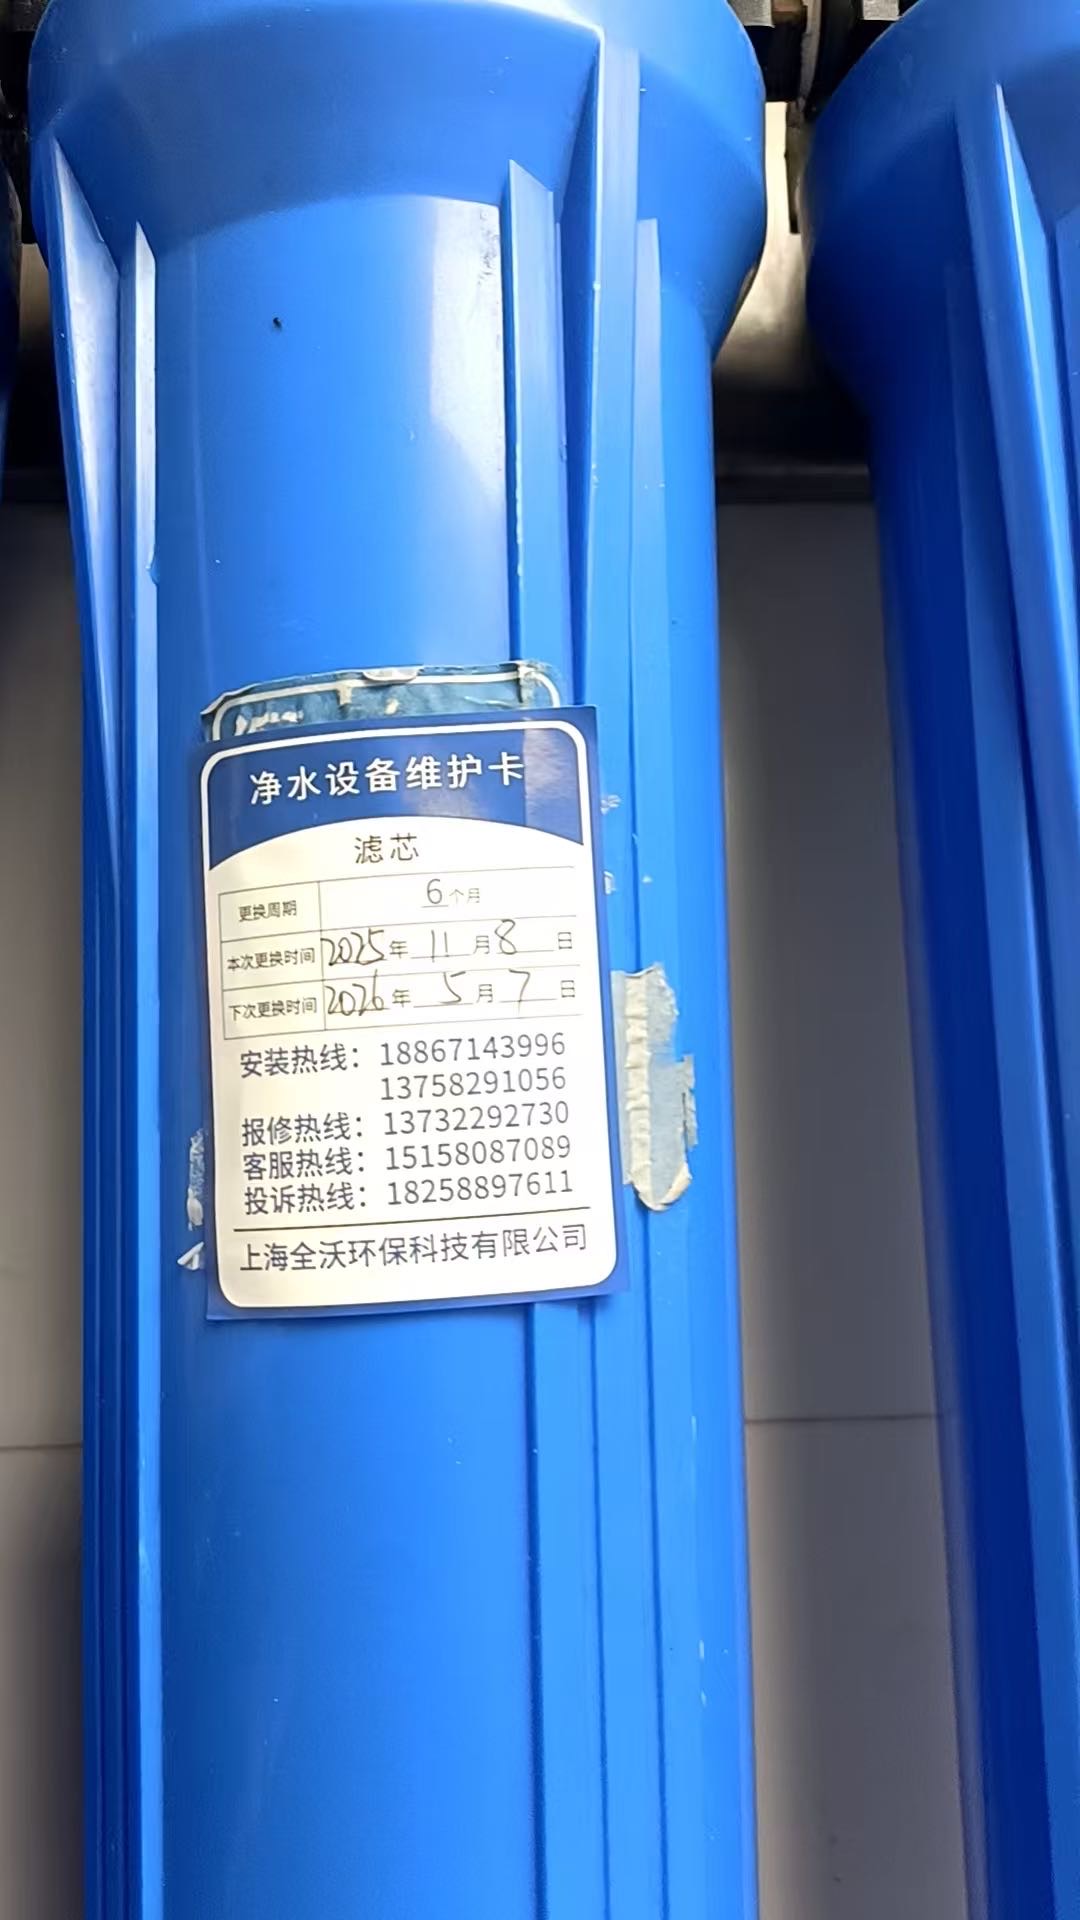 净水设备维护卡
滤芯
更换周期 6个月
本次更换时间 2025年11月8日
下次更换时间 2026年5月7日
安装热线：18867143996
13758291056
报修热线：13732292730
客服热线：15158087089
投诉热线：18258897611
上海全沃环保科技有限公司